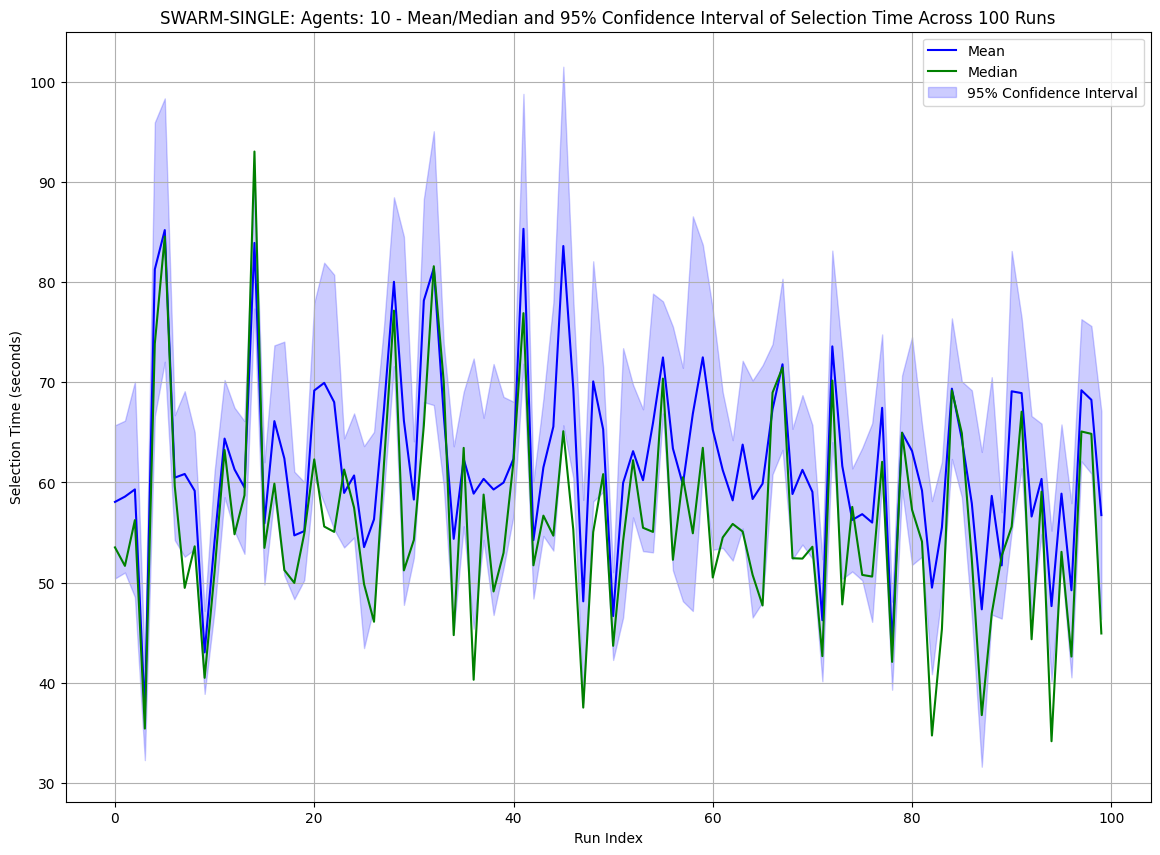 SWARM-SINGLE: Agents: 10 - Mean/Median and 95% Confidence Interval of Selection Time Across 100 Runs
Mean
Median
95% Confidence Interval
Selection Time (seconds)
100
90
80
70
60
50
40
30
0 20 40 60 80 100
Run Index